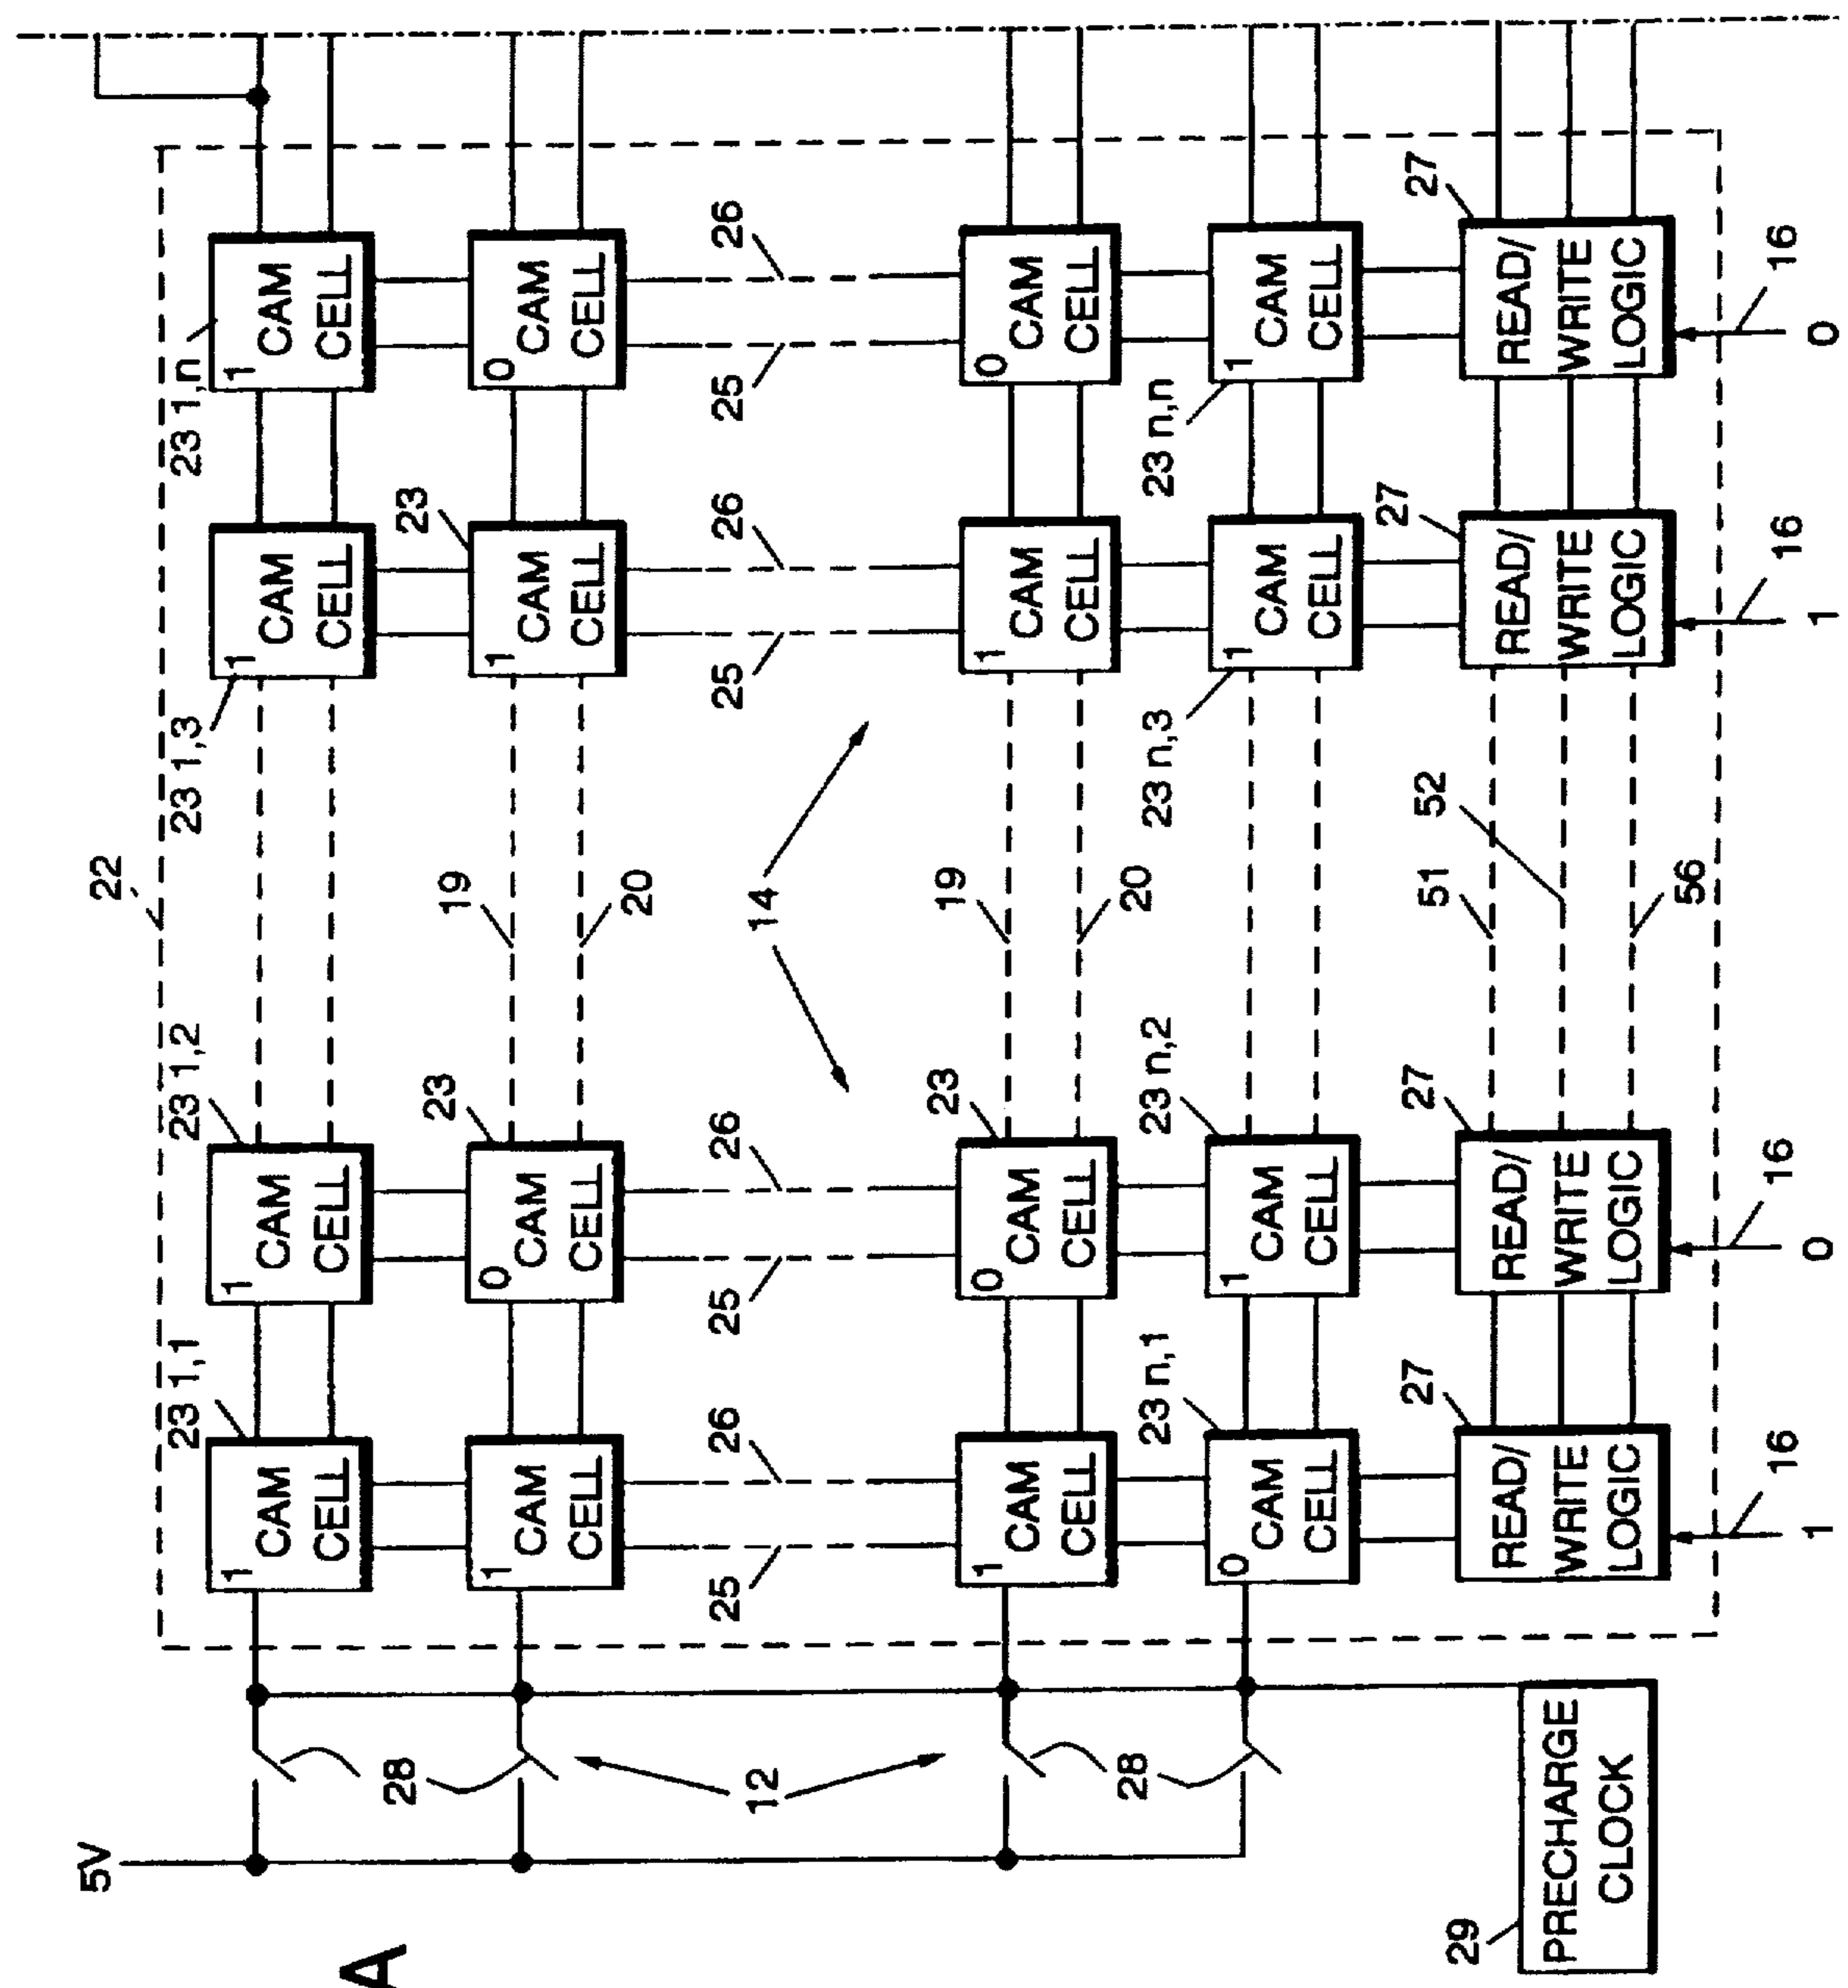 5V
22
23 1,1
23 1,2
23 1,3
23 1,n
1
CAM
CELL
1
CAM
CELL
1
CAM
CELL
1
CAM
CELL
A
28
23
19
23
1
CAM
CELL
0
CAM
CELL
1
CAM
CELL
0
CAM
CELL
20
25
26
25
26
25
26
25
26
12
14
23
19
1
CAM
CELL
0
CAM
CELL
1
CAM
CELL
0
CAM
CELL
28
20
23 n,1
23 n,2
23 n,3
23 n,n
0
CAM
CELL
1
CAM
CELL
1
CAM
CELL
1
CAM
CELL
27
27
51
52
27
27
29
PRECHARGE
CLOCK
READ/
WRITE
LOGIC
READ/
WRITE
LOGIC
READ/
WRITE
LOGIC
READ/
WRITE
LOGIC
56
16
16
16
16
1
0
1
0